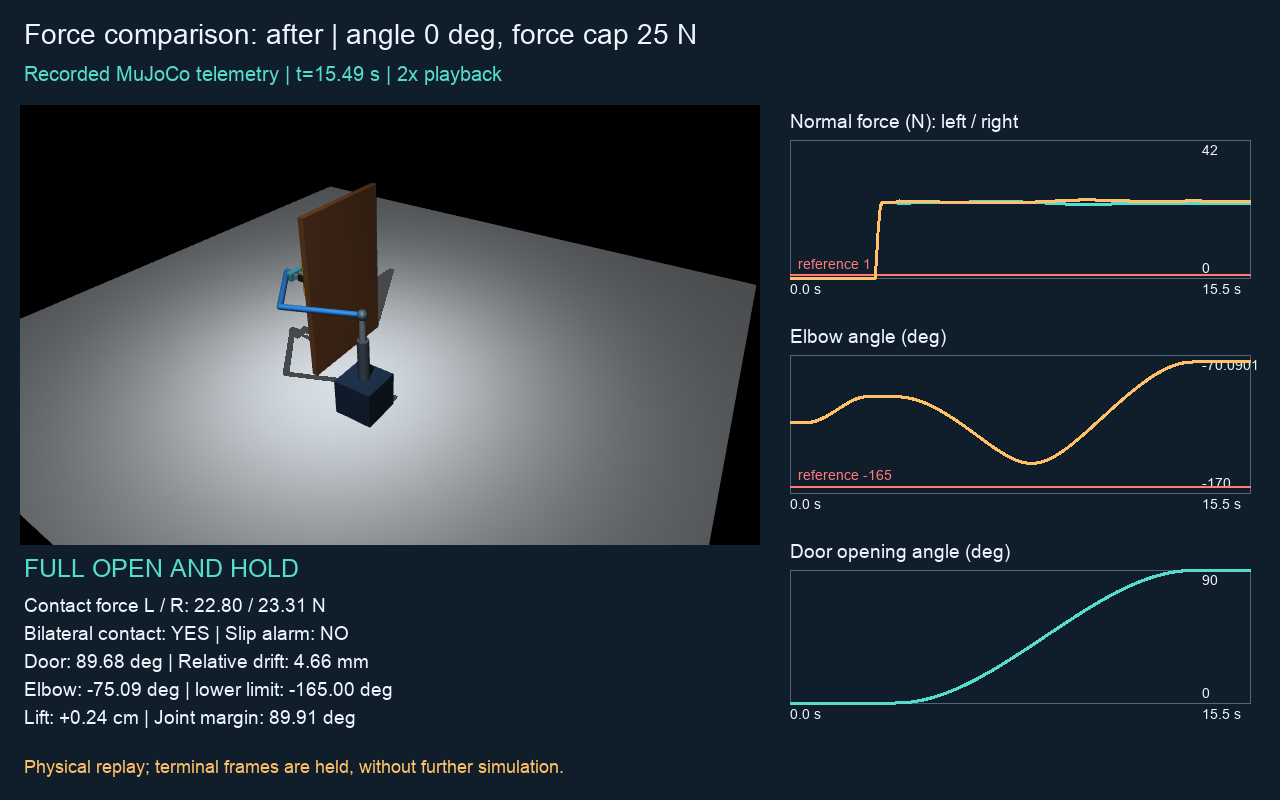 Force comparison: after | angle 0 deg, force cap 25 N
Recorded MuJoCo telemetry | t=15.49 s | 2x playback
Normal force (N): left / right
42
reference 1
0
0.0 s
15.5 s
Elbow angle (deg)
-70.0901
reference -165
-170
0.0 s
15.5 s
Door opening angle (deg)
90
0
0.0 s
15.5 s
FULL OPEN AND HOLD
Contact force L / R: 22.80 / 23.31 N
Bilateral contact: YES | Slip alarm: NO
Door: 89.68 deg | Relative drift: 4.66 mm
Elbow: -75.09 deg | lower limit: -165.00 deg
Lift: +0.24 cm | Joint margin: 89.91 deg
Physical replay; terminal frames are held, without further simulation.